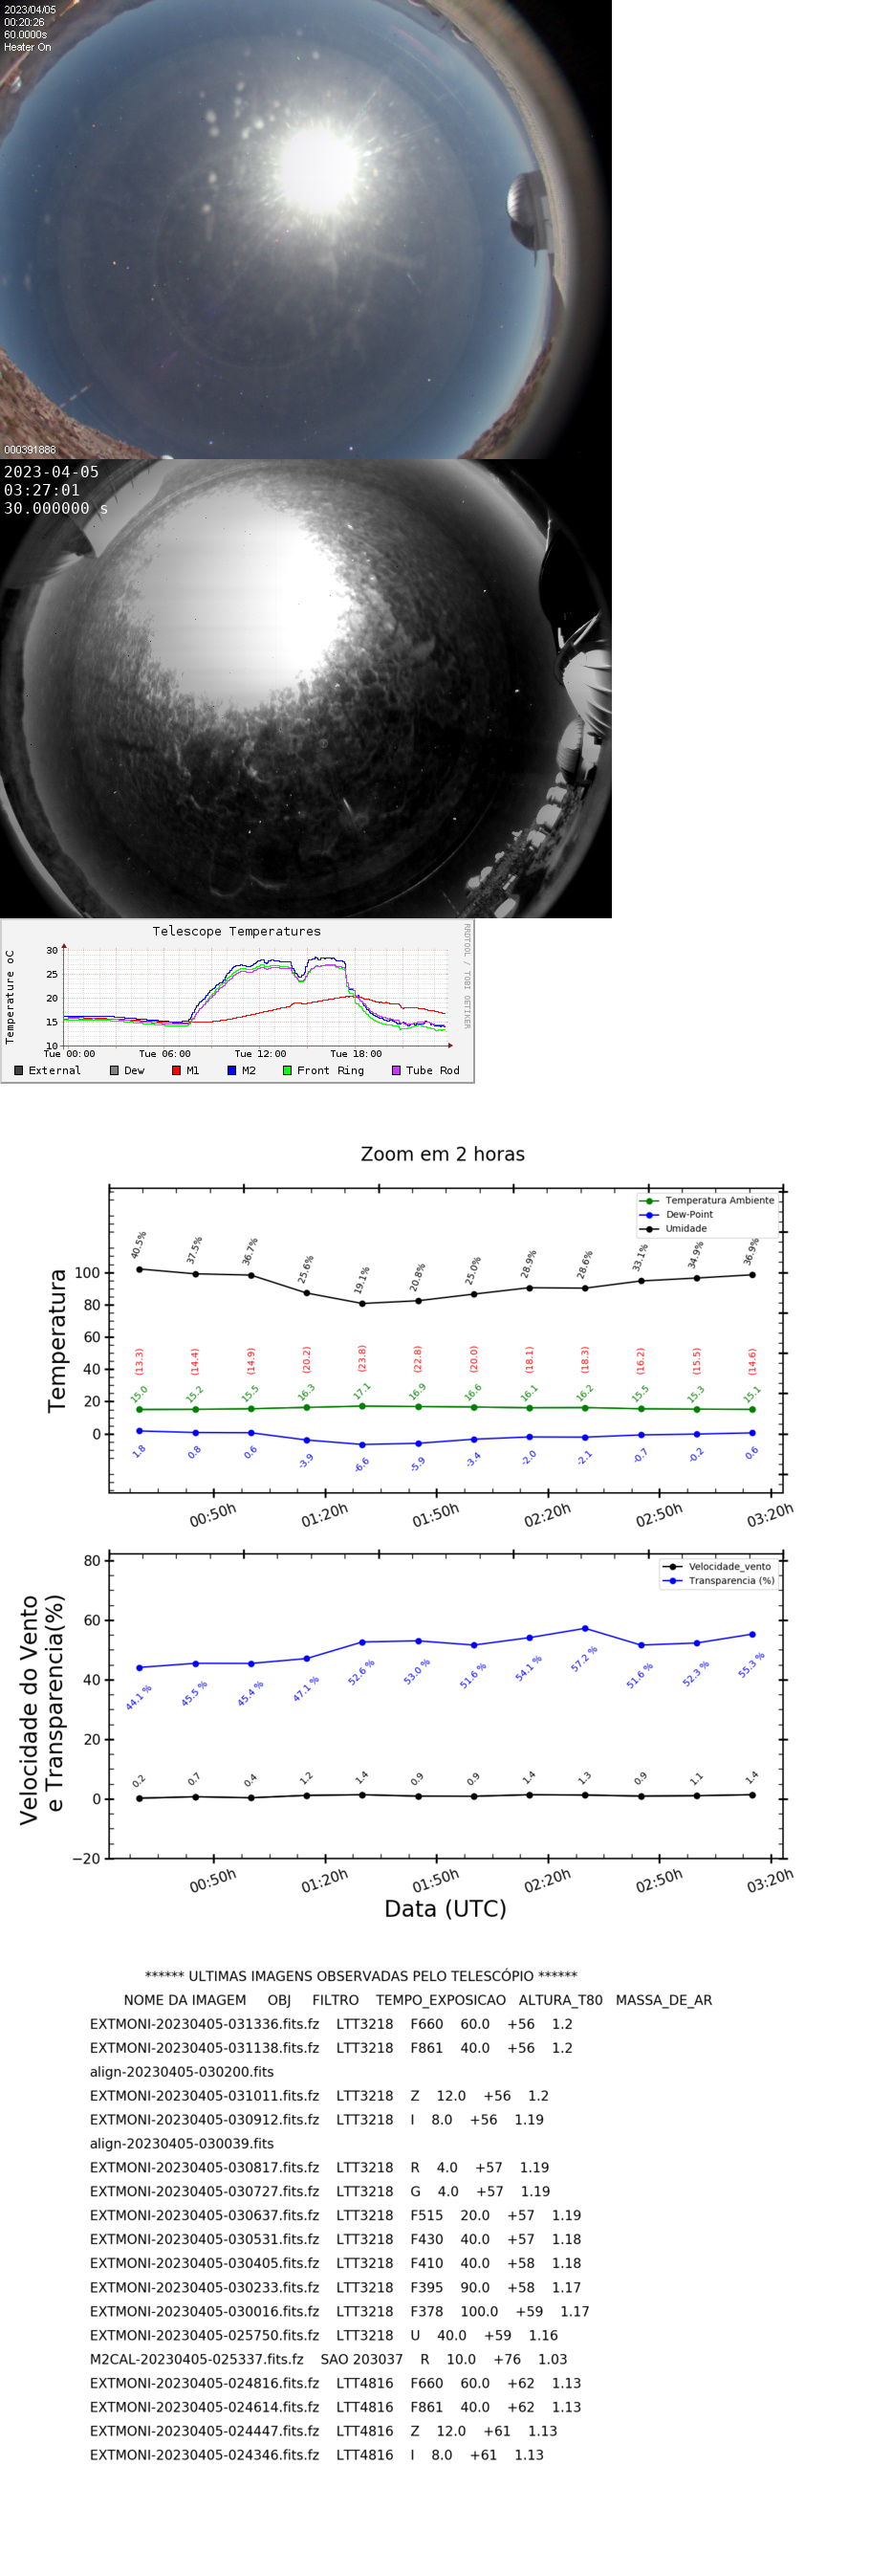 2023/04/05
00:20:26
60.0000s
Heater On
000391888
2023-04-05
03:27:01
30.000000 s
Telescope Temperatures
RRDTOOL / TOBI OETIKER
Temperature oC
30
25
20
15
10
Tue 00:00 Tue 06:00 Tue 12:00 Tue 18:00
External Dew M1 M2 Front Ring Tube Rod
Zoom em 2 horas
Temperatura Ambiente
Dew-Point
Umidade
Temperatura
100
80
60
40
20
0
40.5% 37.5% 36.7% 25.6% 19.1% 20.8% 25.0% 28.9% 28.6% 33.1% 34.9% 36.9%
(13.3) (14.4) (14.9) (20.2) (23.8) (22.8) (20.0) (18.1) (18.3) (16.2) (15.5) (14.6)
15.0 15.2 15.5 16.3 17.1 16.9 16.6 16.1 16.2 15.5 15.3 15.1
1.8 0.8 0.6 -3.9 -6.6 -5.9 -3.4 -2.0 -2.1 -0.7 -0.2 0.6
00:50h 01:20h 01:50h 02:20h 02:50h 03:20h
Velocidade_vento
Transparencia (%)
Velocidade do Vento
e Transparencia(%)
80
60
40
20
0
−20
44.1 % 45.5 % 45.4 % 47.1 % 52.6 % 53.0 % 51.6 % 54.1 % 57.2 % 51.6 % 52.3 % 55.3 %
0.2 0.7 0.4 1.2 1.4 0.9 0.9 1.4 1.3 0.9 1.1 1.4
00:50h 01:20h 01:50h 02:20h 02:50h 03:20h
Data (UTC)
****** ULTIMAS IMAGENS OBSERVADAS PELO TELESCÓPIO ******
NOME DA IMAGEM OBJ FILTRO TEMPO_EXPOSICAO ALTURA_T80 MASSA_DE_AR
EXTMONI-20230405-031336.fits.fz LTT3218 F660 60.0 +56 1.2
EXTMONI-20230405-031138.fits.fz LTT3218 F861 40.0 +56 1.2
align-20230405-030200.fits
EXTMONI-20230405-031011.fits.fz LTT3218 Z 12.0 +56 1.2
EXTMONI-20230405-030912.fits.fz LTT3218 I 8.0 +56 1.19
align-20230405-030039.fits
EXTMONI-20230405-030817.fits.fz LTT3218 R 4.0 +57 1.19
EXTMONI-20230405-030727.fits.fz LTT3218 G 4.0 +57 1.19
EXTMONI-20230405-030637.fits.fz LTT3218 F515 20.0 +57 1.19
EXTMONI-20230405-030531.fits.fz LTT3218 F430 40.0 +57 1.18
EXTMONI-20230405-030405.fits.fz LTT3218 F410 40.0 +58 1.18
EXTMONI-20230405-030233.fits.fz LTT3218 F395 90.0 +58 1.17
EXTMONI-20230405-030016.fits.fz LTT3218 F378 100.0 +59 1.17
EXTMONI-20230405-025750.fits.fz LTT3218 U 40.0 +59 1.16
M2CAL-20230405-025337.fits.fz SAO 203037 R 10.0 +76 1.03
EXTMONI-20230405-024816.fits.fz LTT4816 F660 60.0 +62 1.13
EXTMONI-20230405-024614.fits.fz LTT4816 F861 40.0 +62 1.13
EXTMONI-20230405-024447.fits.fz LTT4816 Z 12.0 +61 1.13
EXTMONI-20230405-024346.fits.fz LTT4816 I 8.0 +61 1.13